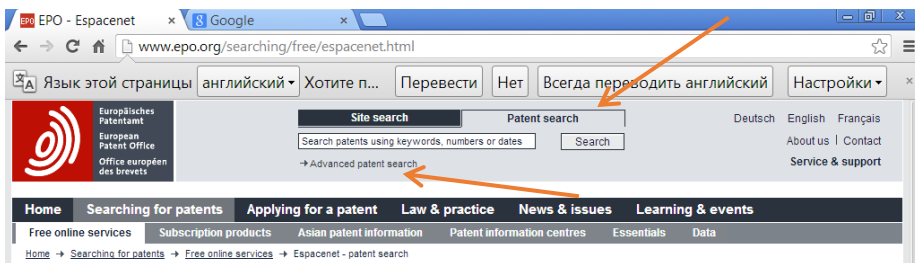 EPO - Espacenet × Google ×
www.epo.org/searching/free/espacenet.html
Язык этой страницы английский Хотите п... Перевести Нет Всегда переводить английский Настройки ×
Europäisches
Patentamt
European
Patent Office
Office européen
des brevets
Site search Patent search
Search patents using keywords, numbers or dates Search
→ Advanced patent search
Deutsch English Français
About us | Contact
Service & support
Home Searching for patents Applying for a patent Law & practice News & issues Learning & events
Free online services Subscription products Asian patent information Patent information centres Essentials Data
Home → Searching for patents → Free online services → Espacenet - patent search